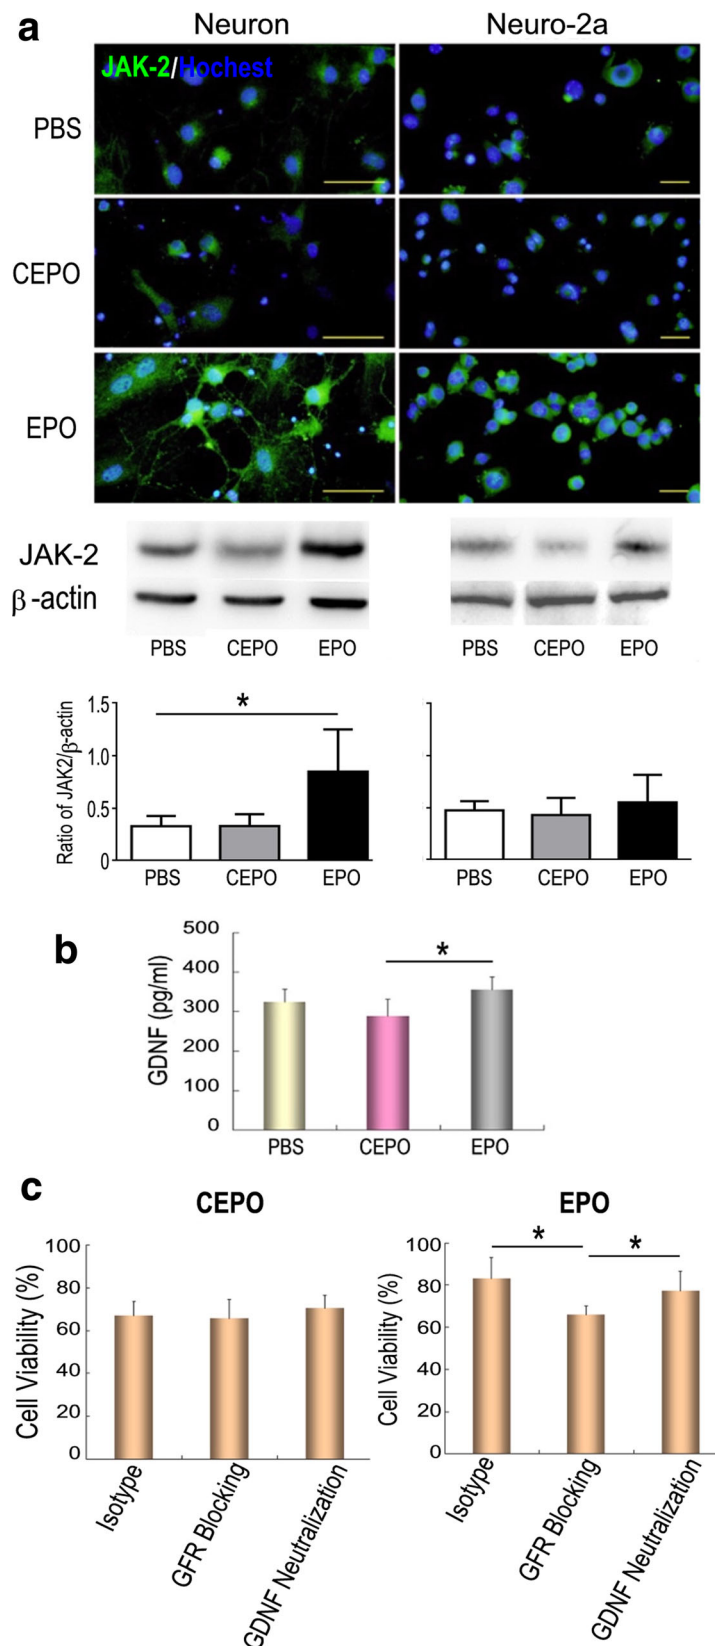 a
Neuron
Neuro-2a
JAK-2/Hochest
PBS
CEPO
EPO
JAK-2
β-actin
PBS CEPO EPO
PBS CEPO EPO
Ratio of JAK2/β-actin
1.5
1.0
0.5
0
*
PBS CEPO EPO
PBS CEPO EPO
b
GDNF (pg/ml)
500
400
300
200
100
0
*
PBS CEPO EPO
c
CEPO
Cell Viability (%)
100
80
60
40
20
0
Isotype
GFR Blocking
GDNF Neutralization
EPO
Cell Viability (%)
100
80
60
40
20
0
*
*
Isotype
GFR Blocking
GDNF Neutralization